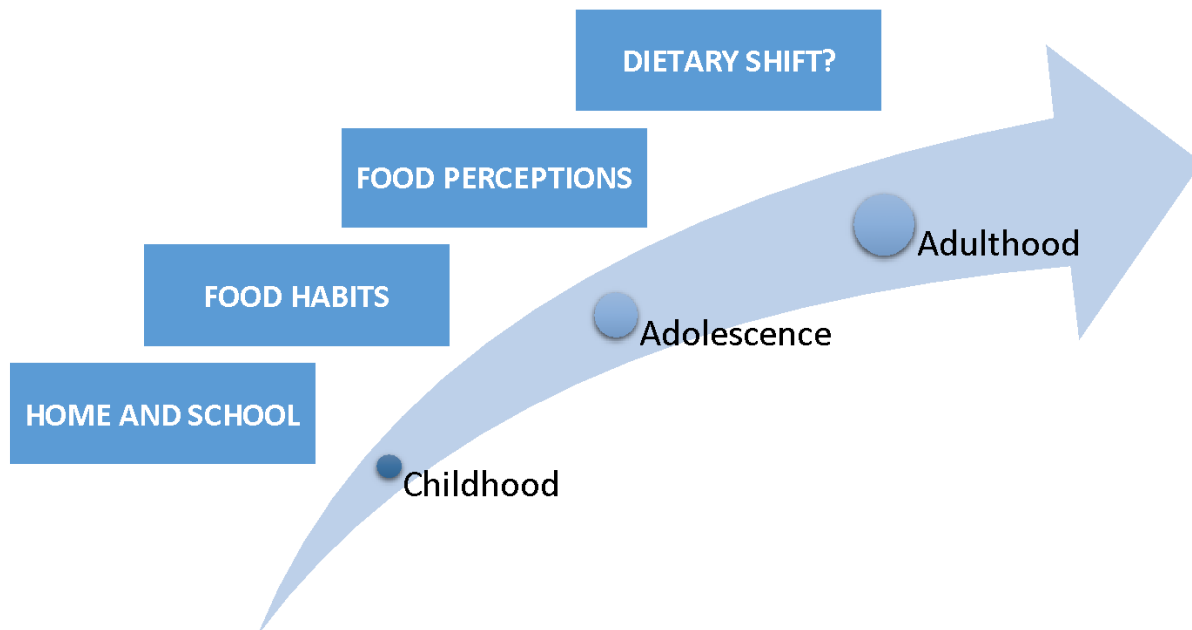 DIETARY SHIFT?
FOOD PERCEPTIONS
Adulthood
FOOD HABITS
Adolescence
HOME AND SCHOOL
Childhood